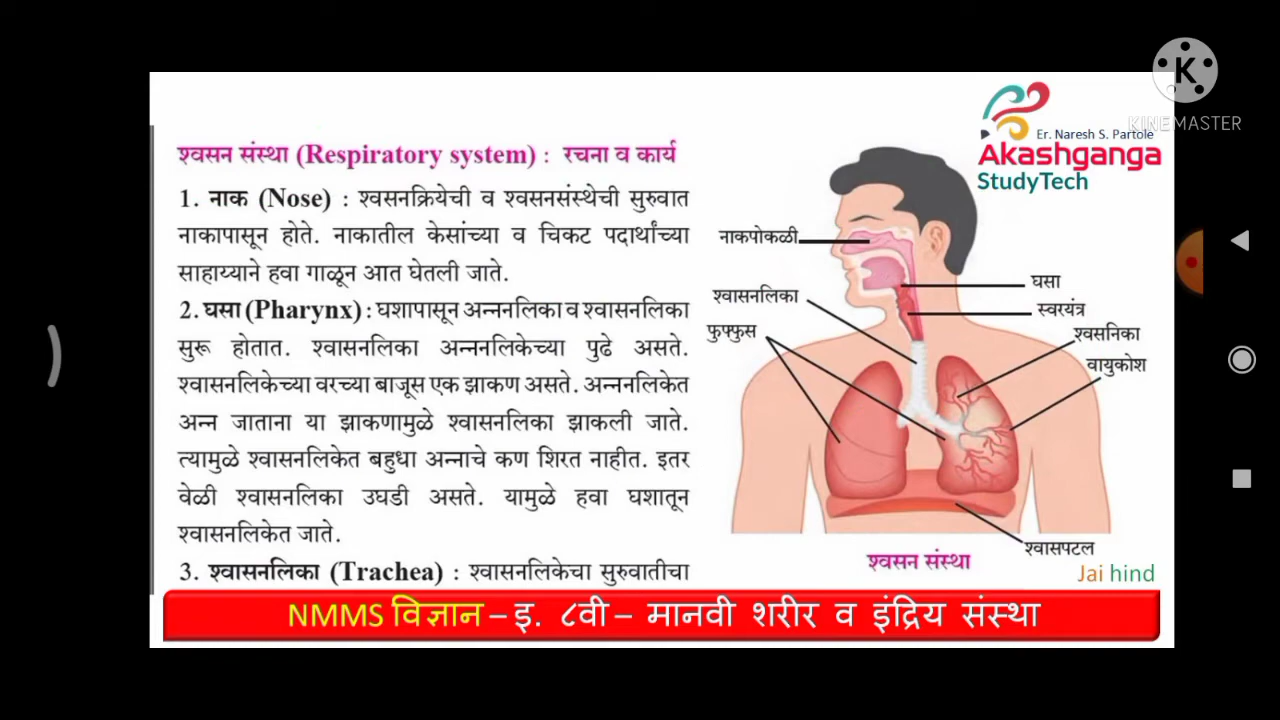 KINEMASTER
Er. Naresh S. Partole
Akashganga
StudyTech
श्वसन संस्था (Respiratory system) : रचना व कार्य
1. नाक (Nose) : श्वसनक्रियेची व श्वसनसंस्थेची सुरुवात
नाकापासून होते. नाकातील केसांच्या व चिकट पदार्थांच्या
साहाय्याने हवा गाळून आत घेतली जाते.
2. घसा (Pharynx) : घशापासून अन्ननलिका व श्वासनलिका
सुरू होतात. श्वासनलिका अन्ननलिकेच्या पुढे असते.
श्वासनलिकेच्या वरच्या बाजूस एक झाकण असते. अन्ननलिकेत
अन्न जाताना या झाकणामुळे श्वासनलिका झाकली जाते.
त्यामुळे श्वासनलिकेत बहुधा अन्नाचे कण शिरत नाहीत. इतर
वेळी श्वासनलिका उघडी असते. यामुळे हवा घशातून
श्वासनलिकेत जाते.
3. श्वासनलिका (Trachea) : श्वासनलिकेचा सुरुवातीचा
नाकपोकळी
श्वासनलिका
फुफ्फुस
घसा
स्वरयंत्र
श्वसनिका
वायुकोश
श्वासपटल
श्वसन संस्था
Jai hind
NMMS विज्ञान – इ. ८वी – मानवी शरीर व इंद्रिय संस्था